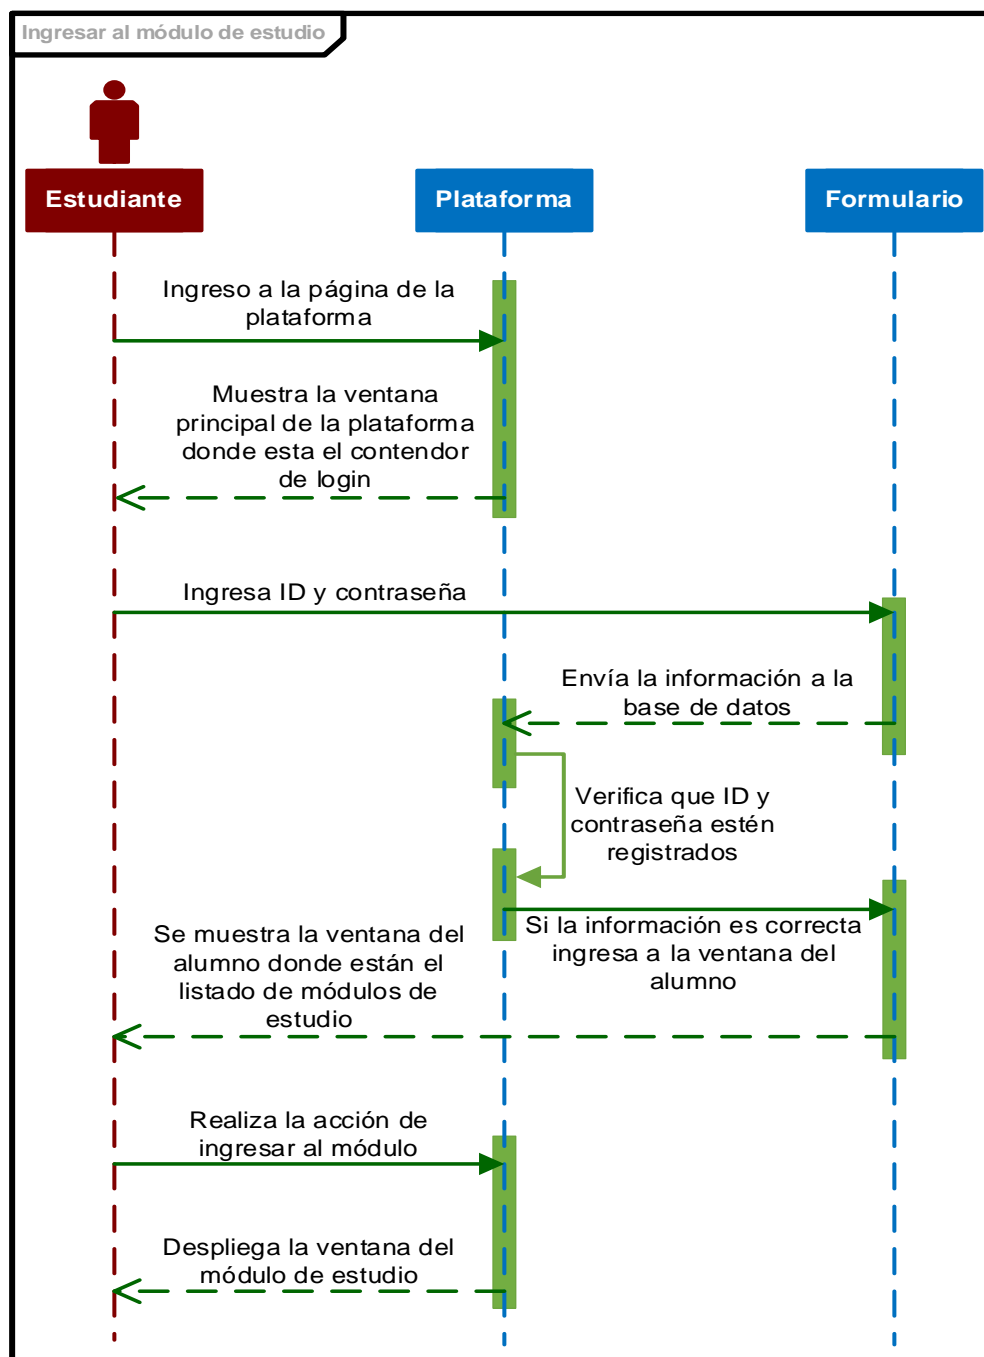 Ingresar al módulo de estudio
Estudiante
Plataforma
Formulario
Ingreso a la página de la
plataforma
Muestra la ventana
principal de la plataforma
donde esta el contendor
de login
Ingresa ID y contraseña
Envía la información a la
base de datos
Verifica que ID y
contraseña estén
registrados
Si la información es correcta
ingresa a la ventana del
alumno
Se muestra la ventana del
alumno donde están el
listado de módulos de
estudio
Realiza la acción de
ingresar al módulo
Despliega la ventana del
módulo de estudio